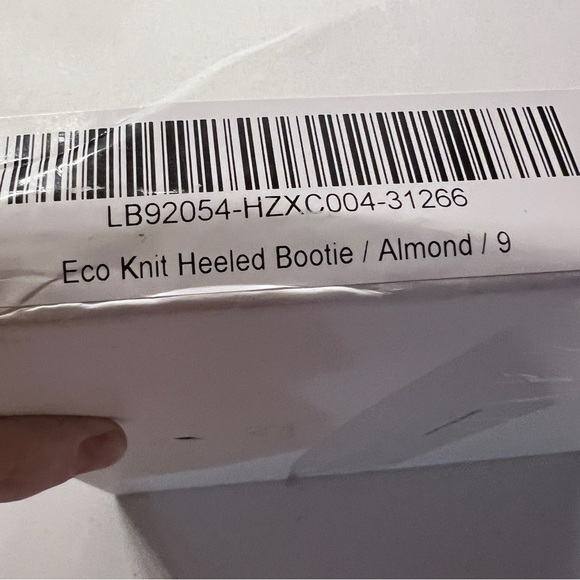 LB92054-HZXC004-31266
Eco Knit Heeled Bootie / Almond / 9